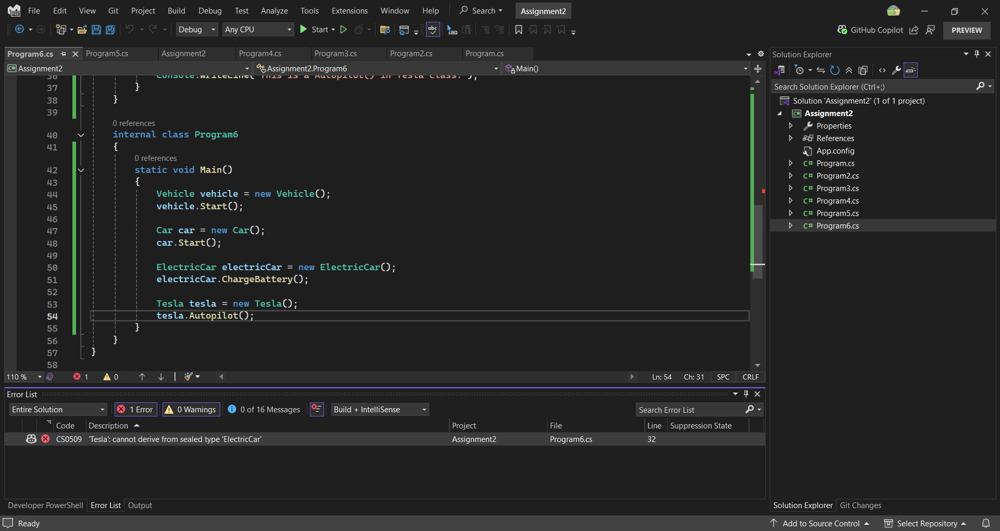 File Edit View Git Project Build Debug Test Analyze Tools Extensions Window Help Search Assignment2
Debug Any CPU Start GitHub Copilot PREVIEW
Program6.cs Program5.cs Assignment2 Program4.cs Program3.cs Program2.cs Program.cs
Assignment2 Assignment2.Program6 Main()
36 Console.WriteLine("This is a Autopilot() in Tesla class.");
37 }
38 }
39
0 references
40 internal class Program6
41 {
0 references
42 static void Main()
43 {
44 Vehicle vehicle = new Vehicle();
45 vehicle.Start();
46
47 Car car = new Car();
48 car.Start();
49
50 ElectricCar electricCar = new ElectricCar();
51 electricCar.ChargeBattery();
52
53 Tesla tesla = new Tesla();
54 tesla.Autopilot();
55 }
56 }
57 }
58
110 % 1 0 Ln: 54 Ch: 31 SPC CRLF
Error List
Entire Solution 1 Error 0 Warnings 0 of 16 Messages Build + IntelliSense Search Error List
Code Description Project File Line Suppression State
CS0509 'Tesla': cannot derive from sealed type 'ElectricCar' Assignment2 Program6.cs 32
Developer PowerShell Error List Output
Solution Explorer
Search Solution Explorer (Ctrl+;)
Solution 'Assignment2' (1 of 1 project)
Assignment2
Properties
References
App.config
C# Program.cs
C# Program2.cs
C# Program3.cs
C# Program4.cs
C# Program5.cs
C# Program6.cs
Solution Explorer Git Changes
Ready Add to Source Control Select Repository